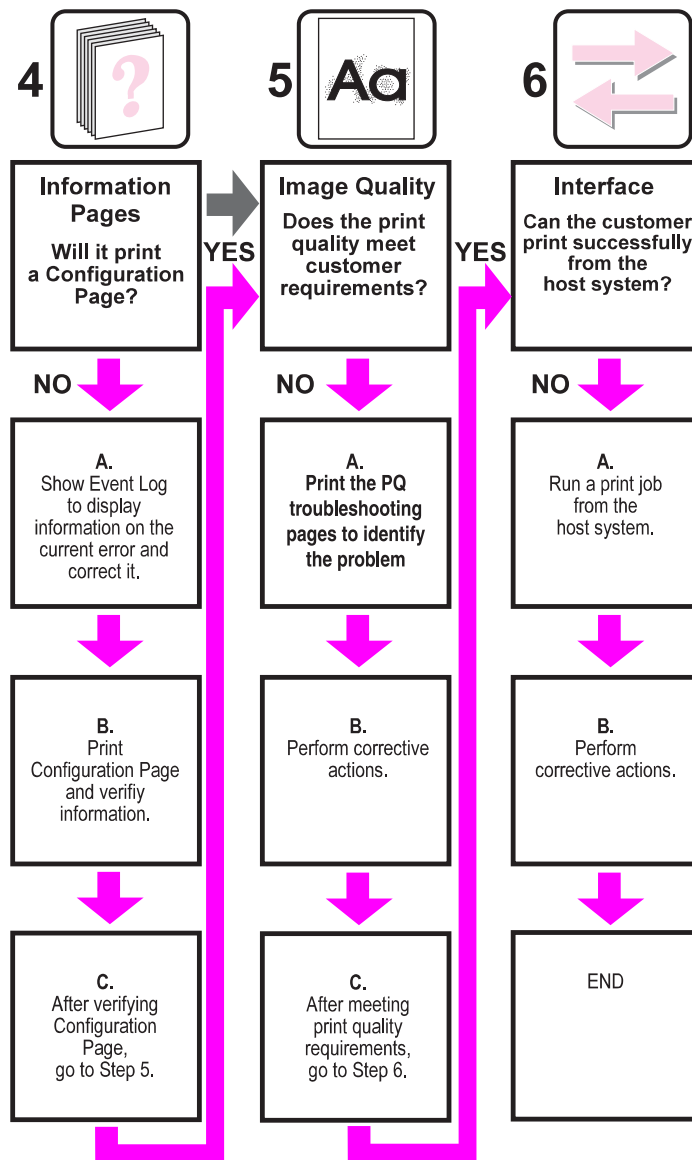 4
?
Information
Pages
Will it print
a Configuration
Page?
YES
NO
A.
Show Event Log
to display
information on the
current error and
correct it.
B.
Print
Configuration Page
and verifiy
information.
C.
After verifying
Configuration
Page,
go to Step 5.
5
Aa
Image Quality
Does the print
quality meet
customer
requirements?
YES
NO
A.
Print the PQ
troubleshooting
pages to identify
the problem
B.
Perform corrective
actions.
C.
After meeting
print quality
requirements,
go to Step 6.
6
Interface
Can the customer
print successfully
from the
host system?
NO
A.
Run a print job
from the
host system.
B.
Perform
corrective actions.
END